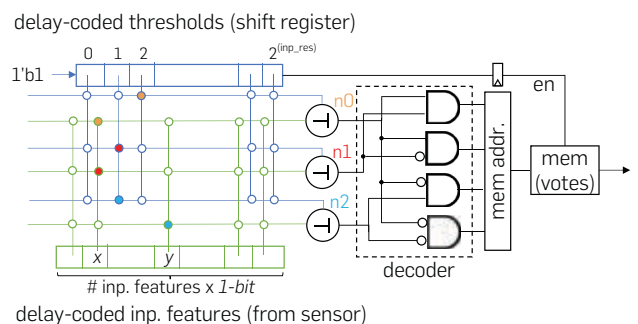 delay-coded thresholds (shift register)
0 1 2 2^(inp_res)
1'b1
en
n0
n1
n2
mem addr.
mem
(votes)
decoder
x y
# inp. features x 1-bit
delay-coded inp. features (from sensor)